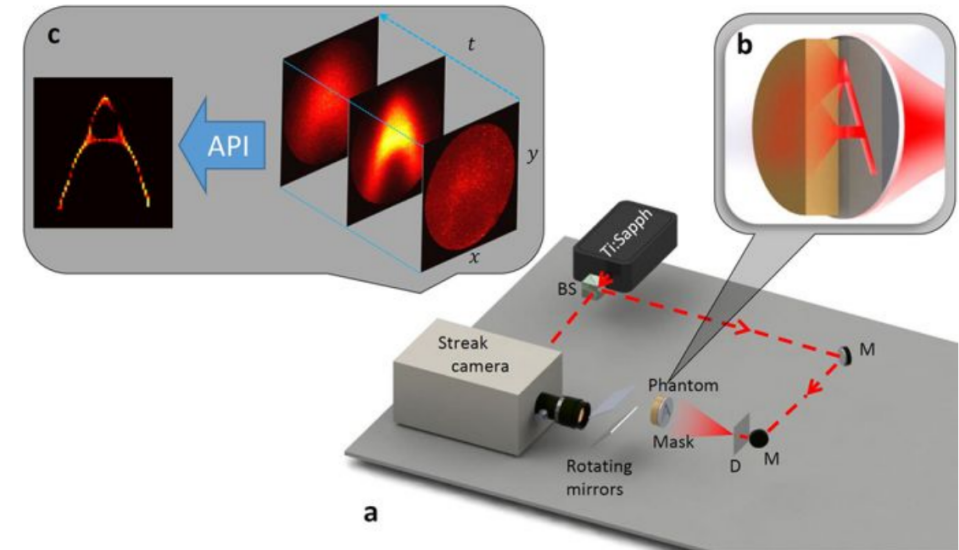 c
t
API
y
x
b
Ti:Sapph
BS
Streak
camera
M
Phantom
Mask
D
M
Rotating
mirrors
a